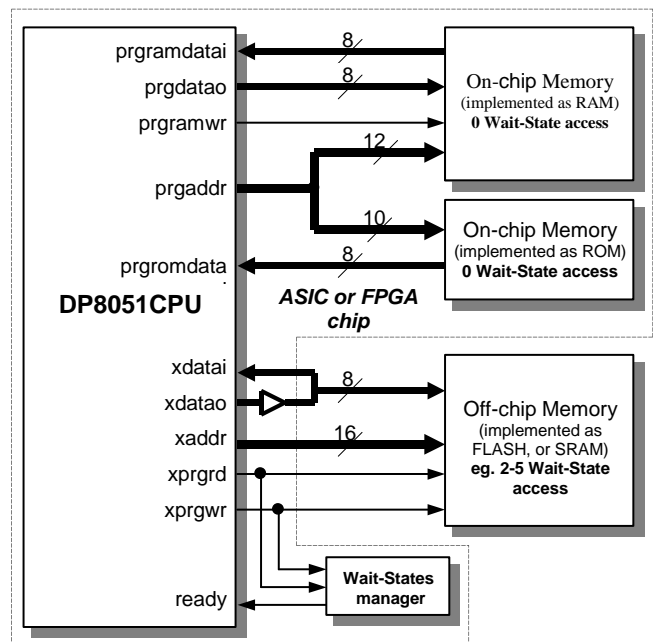 prgramdatai
prgdatao
prgramwr
prgaddr
prgromdata
DP8051CPU
xdatai
xdatao
xaddr
xprgrd
xprgwr
ready
8
8
12
10
8
ASIC or FPGA
chip
8
16
On-chip Memory
(implemented as RAM)
0 Wait-State access
On-chip Memory
(implemented as ROM)
0 Wait-State access
Off-chip Memory
(implemented as
FLASH, or SRAM)
eg. 2-5 Wait-State
access
Wait-States
manager